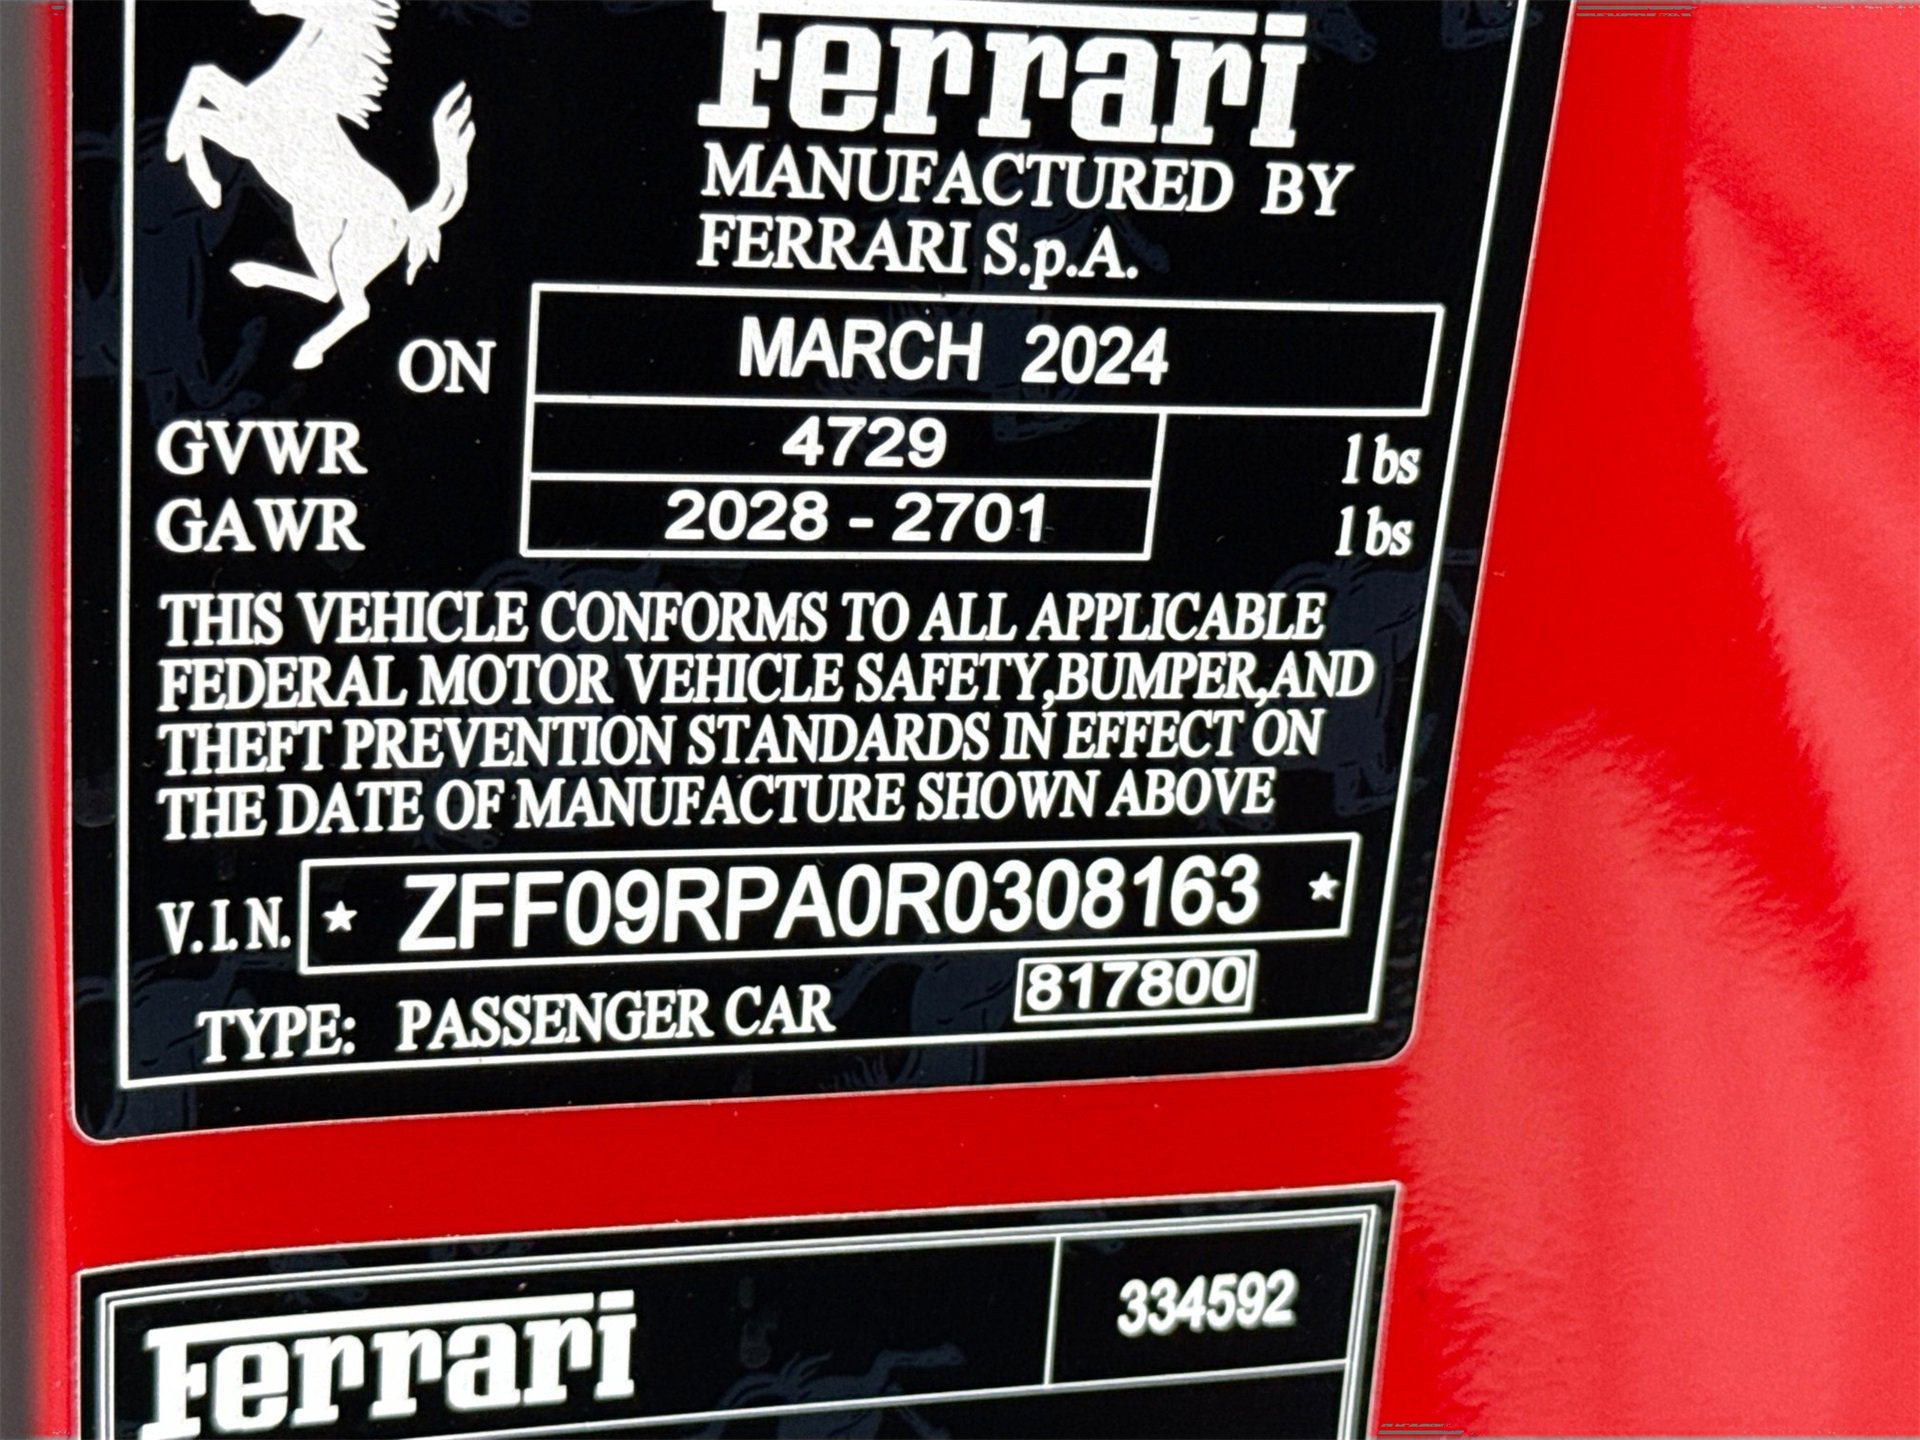 Ferrari
MANUFACTURED BY
FERRARI S.p.A.
ON MARCH 2024
GVWR 4729 lbs
GAWR 2028 - 2701 lbs
THIS VEHICLE CONFORMS TO ALL APPLICABLE
FEDERAL MOTOR VEHICLE SAFETY,BUMPER,AND
THEFT PREVENTION STANDARDS IN EFFECT ON
THE DATE OF MANUFACTURE SHOWN ABOVE
V.I.N. ★ ZFF09RPA0R0308163 ★
817800
TYPE: PASSENGER CAR
Ferrari 334592